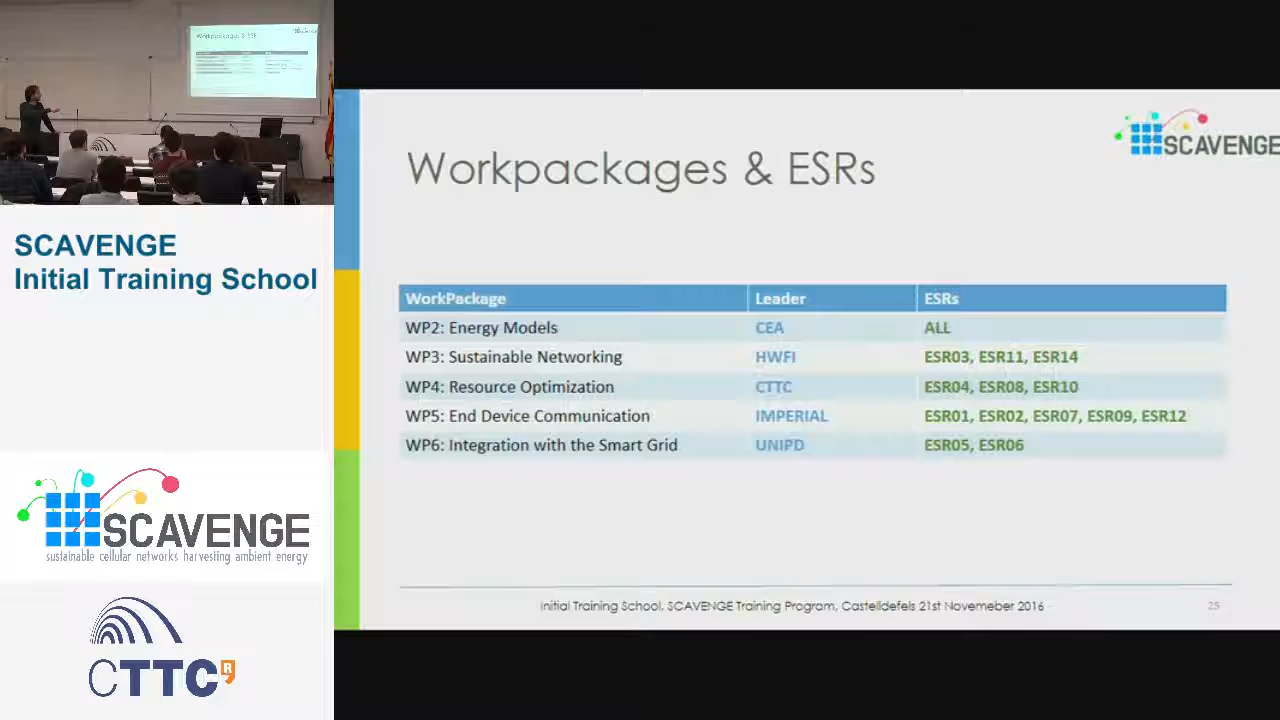 Workpackages & ESRs
SCAVENGE
Initial Training School
SCAVENGE
sustainable cellular networks harvesting ambient energy
CTTC
R
Workpackages & ESRs
SCAVENGE
WorkPackage Leader ESRs
WP2: Energy Models CEA ALL
WP3: Sustainable Networking HWFI ESR03, ESR11, ESR14
WP4: Resource Optimization CTTC ESR04, ESR08, ESR10
WP5: End Device Communication IMPERIAL ESR01, ESR02, ESR07, ESR09, ESR12
WP6: Integration with the Smart Grid UNIPD ESR05, ESR06
Initial Training School, SCAVENGE Training Program, Castelldefels 21st Novemeber 2016
25